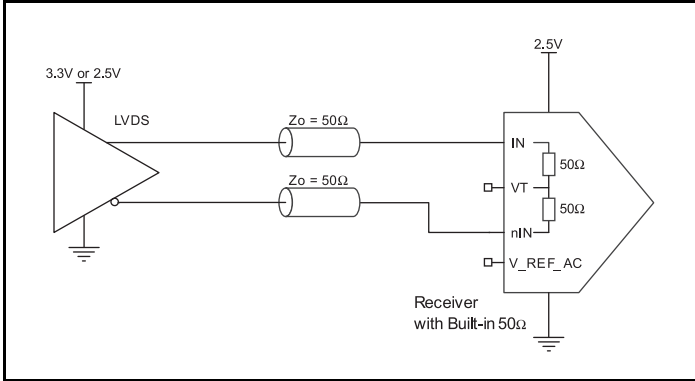 2.5V
3.3V or 2.5V
LVDS
Zo = 50Ω
IN
50Ω
Zo = 50Ω
VT
50Ω
nIN
V_REF_AC
Receiver
with Built-in 50Ω